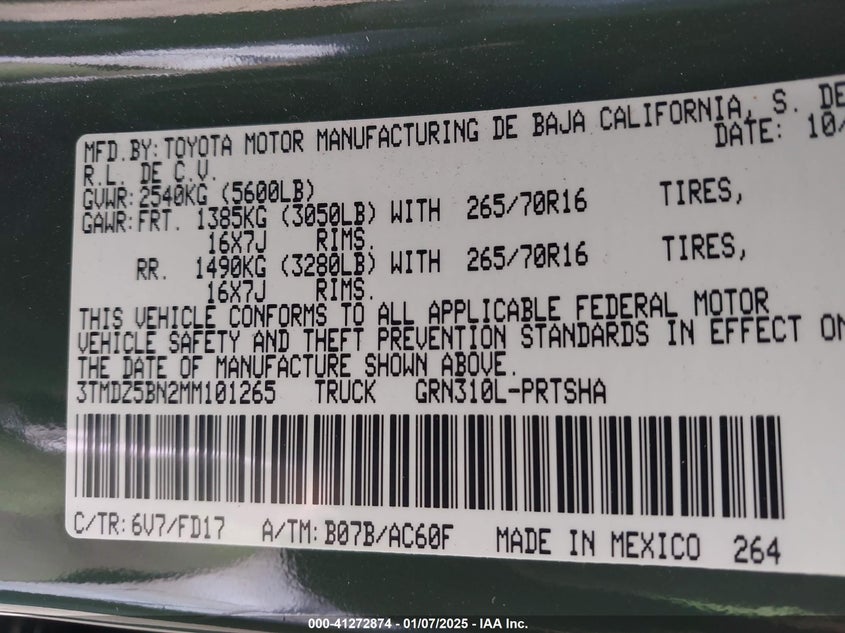 MFD.BY: TOYOTA MOTOR MANUFACTURING DE BAJA CALIFORNIA, S. DE
R.L. DE C.V. DATE: 10/
GVWR: 2540KG (5600LB)
GAWR: FRT. 1385KG (3050LB) WITH 265/70R16 TIRES,
16X7J RIMS.
RR. 1490KG (3280LB) WITH 265/70R16 TIRES,
16X7J RIMS.
THIS VEHICLE CONFORMS TO ALL APPLICABLE FEDERAL MOTOR
VEHICLE SAFETY AND THEFT PREVENTION STANDARDS IN EFFECT ON
THE DATE OF MANUFACTURE SHOWN ABOVE.
3TMDZ5BN2MM101265 TRUCK GRN310L-PRTSHA
C/TR: 6V7/FD17 A/TM: B07B/AC60F MADE IN MEXICO 264
000-41272874 - 01/07/2025 - IAA Inc.